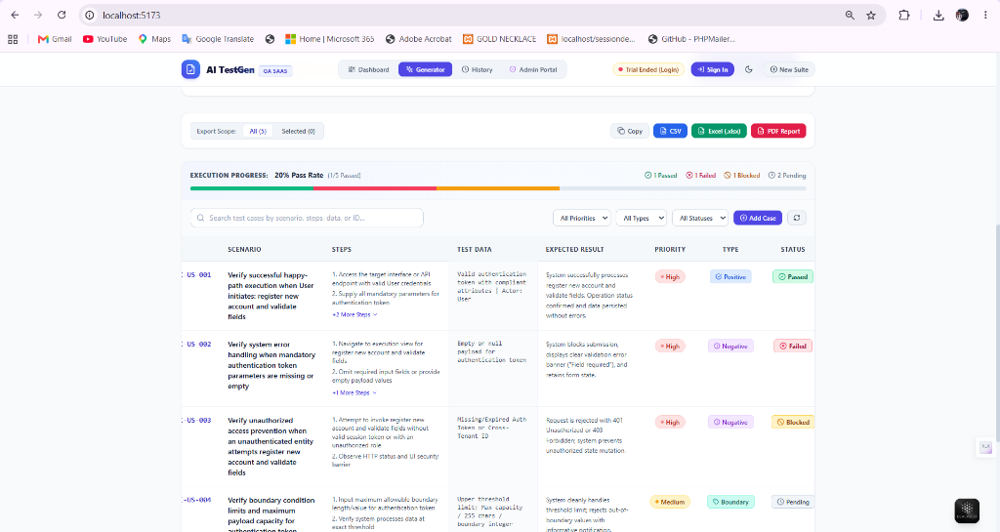 localhost:5173
Gmail
YouTube
Maps
Google Translate
Home | Microsoft 365
Adobe Acrobat
GOLD NECKLACE
localhost/sessionde...
GitHub - PHPMailer...
AI TestGen
QA SAAS
Dashboard
Generator
History
Admin Portal
Trial Ended (Login)
Sign In
New Suite
Export Scope:
All (5)
Selected (0)
Copy
CSV
Excel (.xlsx)
PDF Report
EXECUTION PROGRESS: 20% Pass Rate (1/5 Passed)
1 Passed
1 Failed
1 Blocked
2 Pending
Search test cases by scenario, steps, data, or ID...
All Priorities
All Types
All Statuses
Add Case
SCENARIO
STEPS
TEST DATA
EXPECTED RESULT
PRIORITY
TYPE
STATUS
-US-001
Verify successful happy-
path execution when User
initiates: register new
account and validate
fields
1. Access the target interface or API
endpoint with valid User credentials
2. Supply all mandatory parameters for
authentication token
+2 More Steps
Valid authentication
token with compliant
attributes | Actor:
User
System successfully processes
register new account and
validate fields. Operation status
confirmed and data persisted
without errors.
High
Positive
Passed
-US-002
Verify system error
handling when mandatory
authentication token
parameters are missing or
empty
1. Navigate to execution view for
register new account and validate
fields
2. Omit required input fields or provide
empty payload values
+1 More Steps
Empty or null
payload for
authentication token
System blocks submission,
displays clear validation error
banner ("Field required"), and
retains form state.
High
Negative
Failed
-US-003
Verify unauthorized
access prevention when
an unauthenticated entity
attempts register new
account and validate
fields
1. Attempt to invoke register new
account and validate fields without
valid session token or with an
unauthorized role
2. Observe HTTP status and UI security
barrier
Missing/Expired Auth
Token or Cross-
Tenant ID
Request is rejected with 401
Unauthorized or 403
Forbidden; system prevents
unauthorized state mutation.
High
Negative
Blocked
-US-004
Verify boundary condition
limits and maximum
payload capacity for
authentication token
1. Input maximum allowable boundary
length/value for authentication token
2. Verify system processes data at
exact threshold
Upper threshold
limit: Max capacity
/ 255 chars /
boundary integer
System cleanly handles
threshold limit; rejects out-of-
boundary values with
informative notification.
Medium
Boundary
Pending